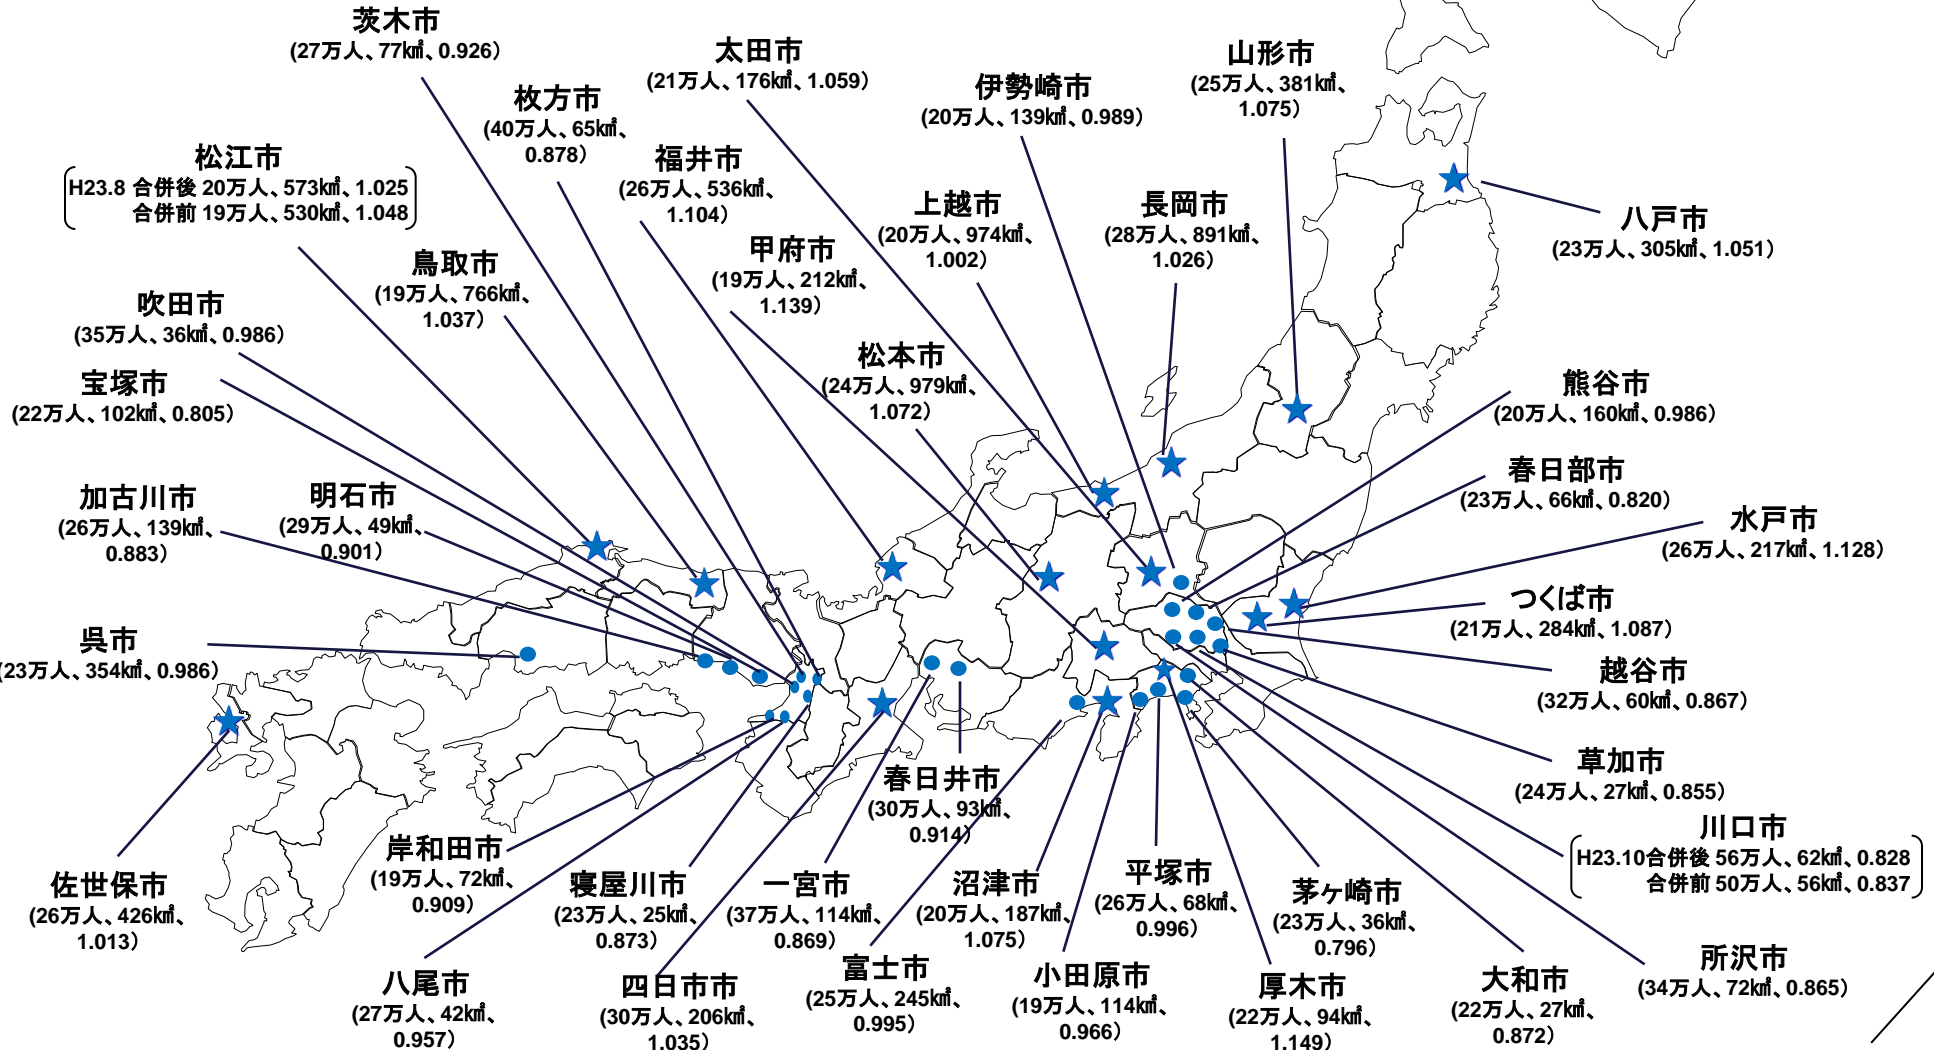 茨木市
(27万人、77㎢、0.926)
太田市
(21万人、176㎢、1.059)
山形市
(25万人、381㎢、
1.075)
枚方市
(40万人、65㎢、
0.878)
伊勢崎市
(20万人、139㎢、0.989)
松江市
H23.8 合併後 20万人、573㎢、1.025
合併前 19万人、530㎢、1.048
福井市
(26万人、536㎢、
1.104)
上越市
(20万人、974㎢、
1.002)
長岡市
(28万人、891㎢、
1.026)
八戸市
(23万人、305㎢、1.051)
鳥取市
(19万人、766㎢、
1.037)
甲府市
(19万人、212㎢、
1.139)
吹田市
(35万人、36㎢、0.986)
松本市
(24万人、979㎢、
1.072)
宝塚市
(22万人、102㎢、0.805)
熊谷市
(20万人、160㎢、0.986)
春日部市
(23万人、66㎢、0.820)
加古川市
(26万人、139㎢、
0.883)
明石市
(29万人、49㎢、
0.901)
水戸市
(26万人、217㎢、1.128)
つくば市
(21万人、284㎢、1.087)
呉市
(23万人、354㎢、0.986)
越谷市
(32万人、60㎢、0.867)
草加市
(24万人、27㎢、0.855)
春日井市
(30万人、93㎢、
0.914)
川口市
H23.10合併後 56万人、62㎢、0.828
合併前 50万人、56㎢、0.837
岸和田市
(19万人、72㎢、
0.909)
佐世保市
(26万人、426㎢、
1.013)
寝屋川市
(23万人、25㎢、
0.873)
一宮市
(37万人、114㎢、
0.869)
沼津市
(20万人、187㎢、
1.075)
平塚市
(26万人、68㎢、
0.996)
茅ヶ崎市
(23万人、36㎢、
0.796)
所沢市
(34万人、72㎢、0.865)
八尾市
(27万人、42㎢、
0.957)
四日市市
(30万人、206㎢、
1.035)
富士市
(25万人、245㎢、
0.995)
小田原市
(19万人、114㎢、
0.966)
厚木市
(22万人、94㎢、
1.149)
大和市
(22万人、27㎢、
0.872)